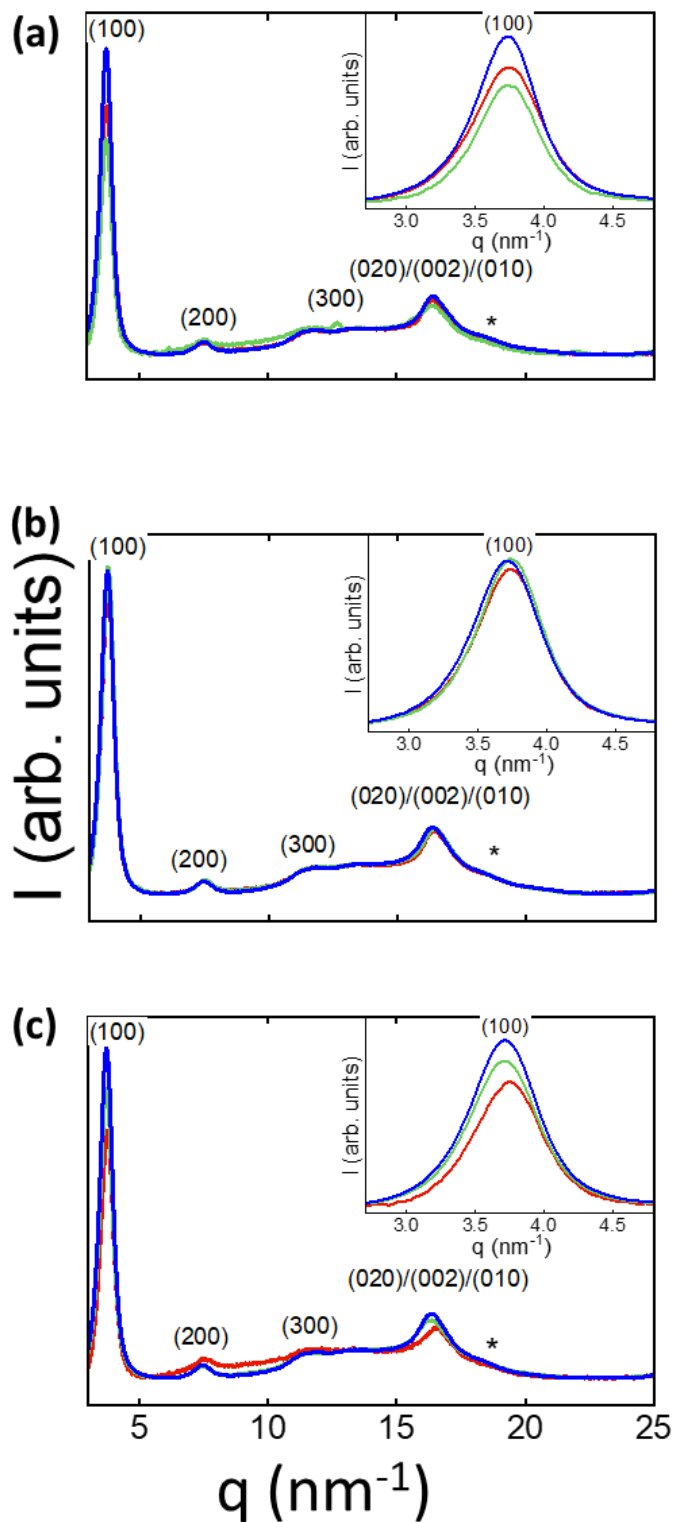 (a)
(100)
(100)
I (arb. units)
3.0 3.5 4.0 4.5
q (nm⁻¹)
(020)/(002)/(010)
(200)
(300)
*
(b)
(100)
(100)
I (arb. units)
3.0 3.5 4.0 4.5
q (nm⁻¹)
(020)/(002)/(010)
(200)
(300)
*
I (arb. units)
(c)
(100)
(100)
I (arb. units)
3.0 3.5 4.0 4.5
q (nm⁻¹)
(020)/(002)/(010)
(200)
(300)
*
5 10 15 20 25
q (nm⁻¹)